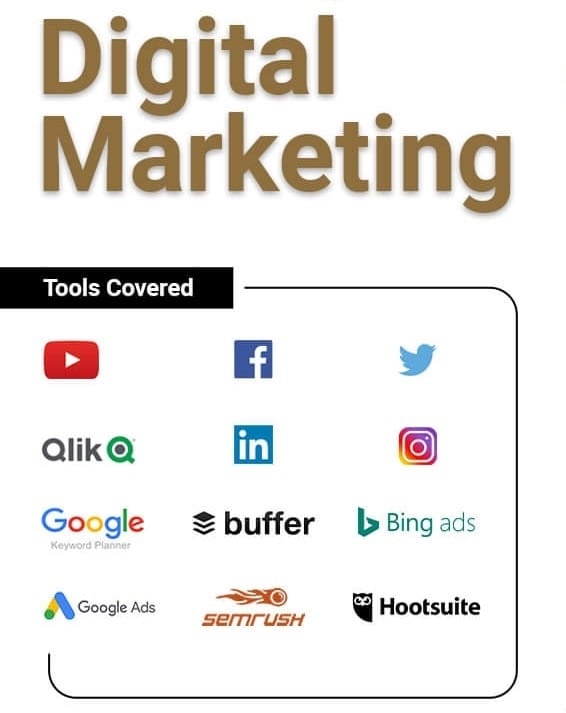 Digital
Marketing
Tools Covered
f
Qlik Q
in
Google
Keyword Planner
buffer
Bing ads
Google Ads
semrush
Hootsuite